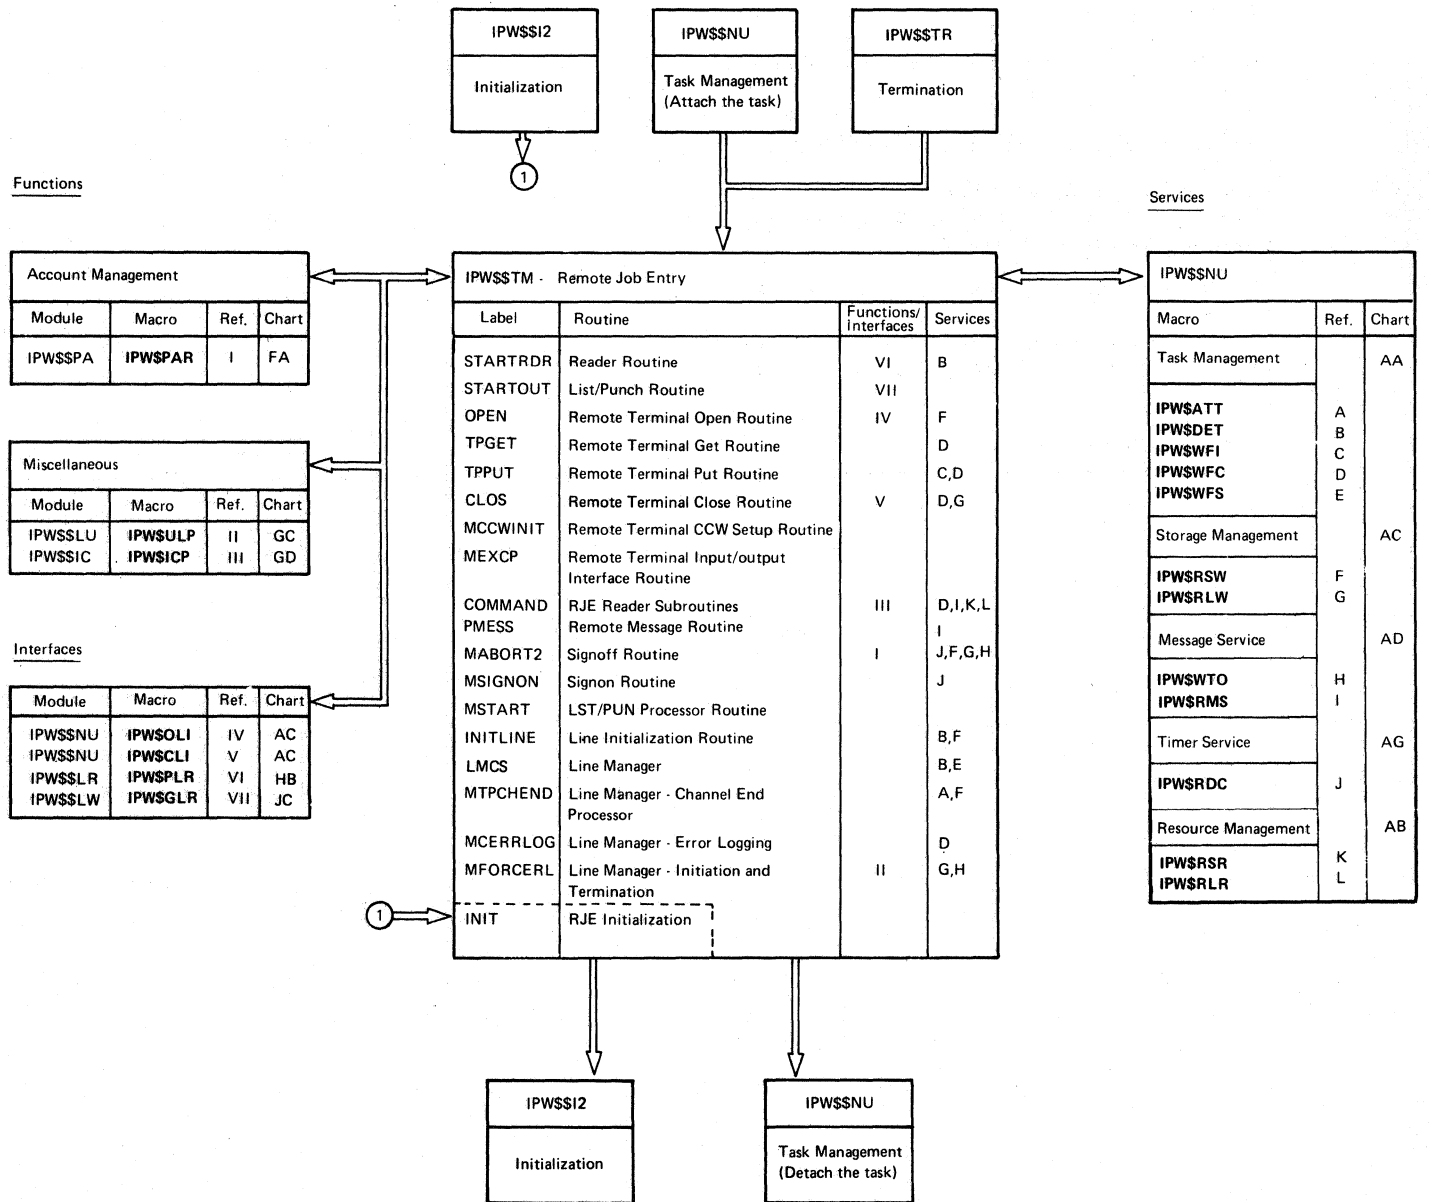 IPW$$I2
Initialization
IPW$$NU
Task Management
(Attach the task)
IPW$$TR
Termination
1
Functions
Account Management
Module Macro Ref. Chart
IPW$$PA IPW$PAR I FA
Miscellaneous
Module Macro Ref. Chart
IPW$$LU IPW$ULP II GC
IPW$$IC IPW$ICP III GD
Interfaces
Module Macro Ref. Chart
IPW$$NU IPW$OLI IV AC
IPW$$NU IPW$CLI V AC
IPW$$LR IPW$PLR VI HB
IPW$$LW IPW$GLR VII JC
IPW$$TM - Remote Job Entry
Label Routine Functions/ Services
Interfaces
STARTRDR Reader Routine VI B
STARTOUT List/Punch Routine VII
OPEN Remote Terminal Open Routine IV F
TPGET Remote Terminal Get Routine D
TPPUT Remote Terminal Put Routine C,D
CLOS Remote Terminal Close Routine V D,G
MCCWINIT Remote Terminal CCW Setup Routine
MEXCP Remote Terminal Input/output
Interface Routine
COMMAND RJE Reader Subroutines III D,I,K,L
PMESS Remote Message Routine I
MABORT2 Signoff Routine I J,F,G,H
MSIGNON Signon Routine J
MSTART LST/PUN Processor Routine
INITLINE Line Initialization Routine B,F
LMCS Line Manager B,E
MTPCHEND Line Manager - Channel End A,F
Processor
MCERRLOG Line Manager - Error Logging D
MFORCERL Line Manager - Initiation and II G,H
Termination
1
INIT RJE Initialization
Services
IPW$$NU
Macro Ref. Chart
Task Management AA
IPW$ATT A
IPW$DET B
IPW$WFI C
IPW$WFC D
IPW$WFS E
Storage Management AC
IPW$RSW F
IPW$RLW G
Message Service AD
IPW$WTO H
IPW$RMS I
Timer Service AG
IPW$RDC J
Resource Management AB
IPW$RSR K
IPW$RLR L
IPW$$I2
Initialization
IPW$$NU
Task Management
(Detach the task)